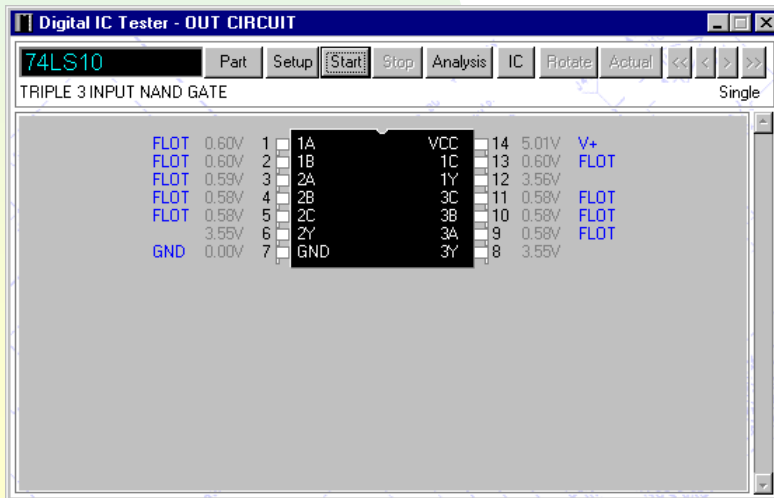 Digital IC Tester - OUT CIRCUIT
74LS10 Part Setup Start Stop Analysis IC Rotate Actual << < > >>
TRIPLE 3 INPUT NAND GATE Single
FLOT 0.60V 1 1A VCC 14 5.01V V+
FLOT 0.60V 2 1B 1C 13 0.60V FLOT
FLOT 0.59V 3 2A 1Y 12 3.56V
FLOT 0.58V 4 2B 3C 11 0.58V FLOT
FLOT 0.58V 5 2C 3B 10 0.58V FLOT
3.55V 6 2Y 3A 9 0.58V FLOT
GND 0.00V 7 GND 3Y 8 3.55V